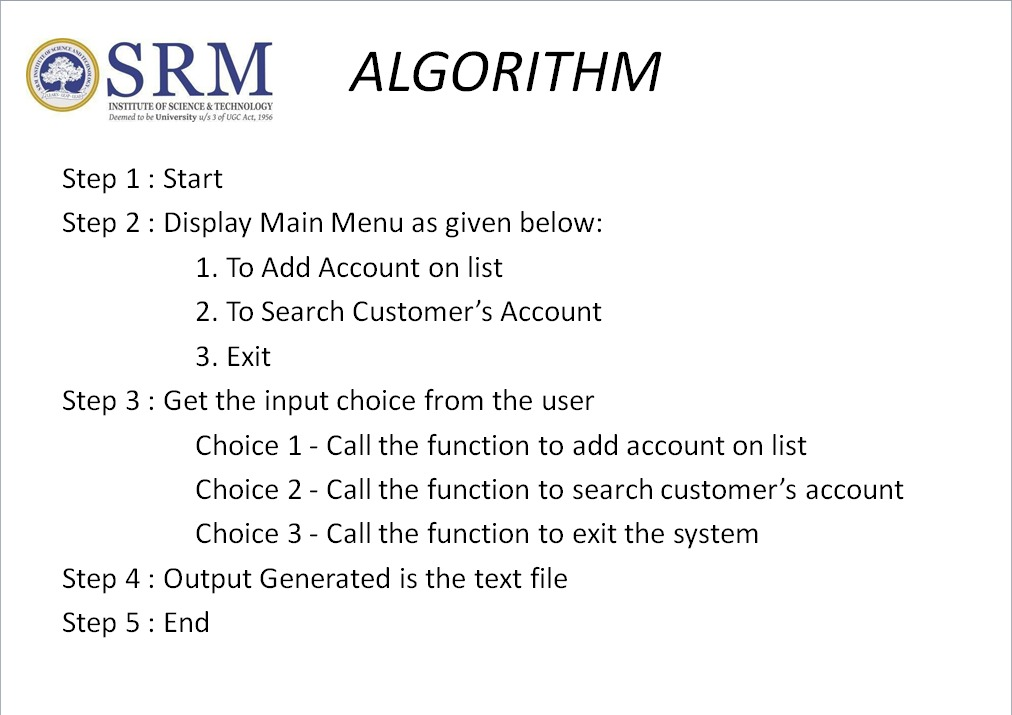 SRM
INSTITUTE OF SCIENCE & TECHNOLOGY
Deemed to be University u/s 3 of UGC Act, 1956
ALGORITHM
Step 1 : Start
Step 2 : Display Main Menu as given below:
1. To Add Account on list
2. To Search Customer’s Account
3. Exit
Step 3 : Get the input choice from the user
Choice 1 - Call the function to add account on list
Choice 2 - Call the function to search customer’s account
Choice 3 - Call the function to exit the system
Step 4 : Output Generated is the text file
Step 5 : End